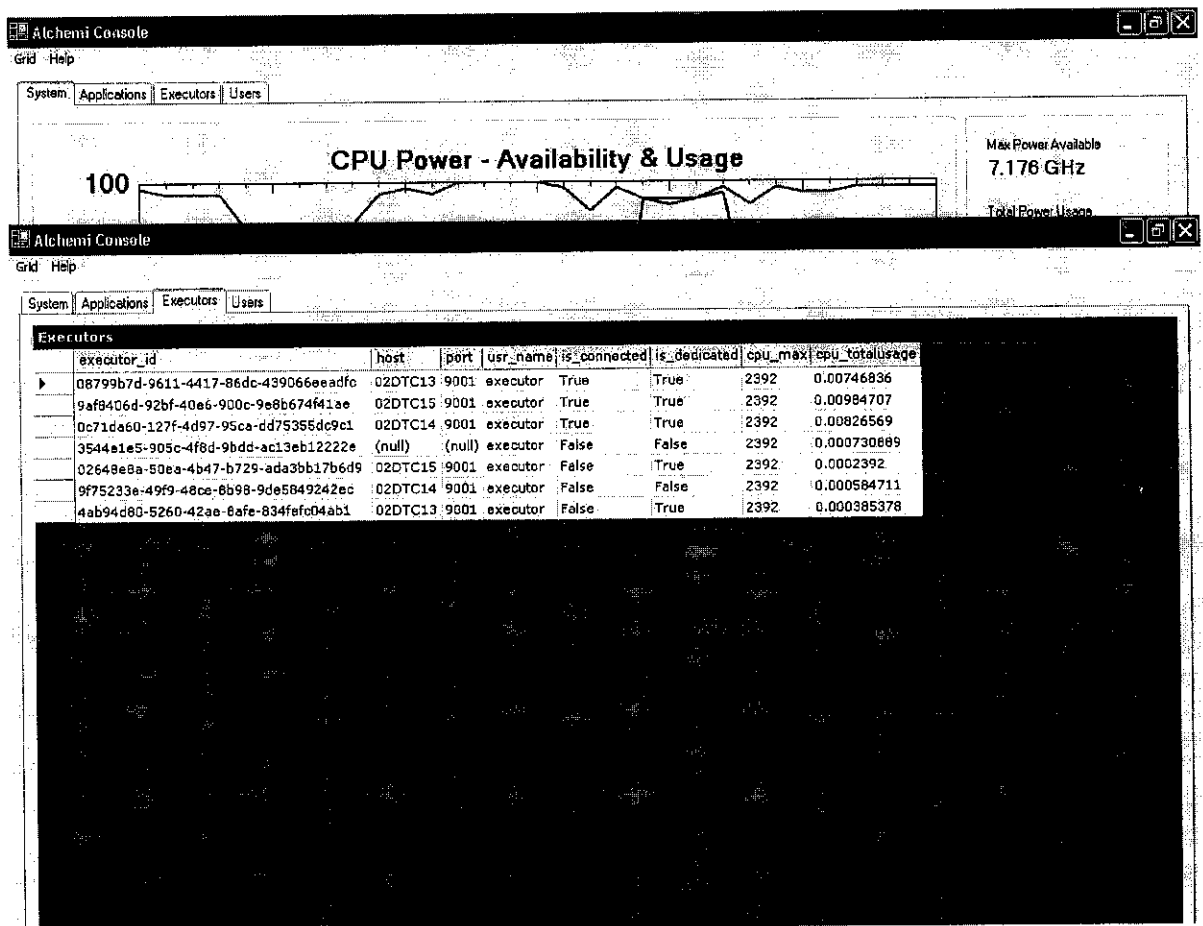 Alchemi Console
Grid Help
System Applications Executors Users
CPU Power - Availability & Usage
100
Max Power Available
7.176 GHz
Total Power Usage
Alchemi Console
Grid Help
System Applications Executors Users
Executors
executor_id host port usr_name is_connected is_dedicated cpu_max cpu_totalusage
08799b7d-9611-4417-86dc-439066eeadfc 02DTC13 9001 executor True True 2392 0.00746836
9af8406d-92bf-40e6-900c-9e8b674f41ae 02DTC15 9001 executor True True 2392 0.00984707
0c71da60-127f-4d97-95ca-dd75355dc9c1 02DTC14 9001 executor True True 2392 0.00826569
3544e1e5-905c-4f8d-9bdd-ac13eb12222e (null) (null) executor False False 2392 0.000730889
02648e8a-50ea-4b47-b729-ada3bb17b6d9 02DTC15 9001 executor False True 2392 0.0002392
9f75233e-49f9-48ce-8b98-9de5849242ec 02DTC14 9001 executor False False 2392 0.000584711
4ab94d80-5260-42ae-8afe-834fefc04ab1 02DTC13 9001 executor False True 2392 0.000385378